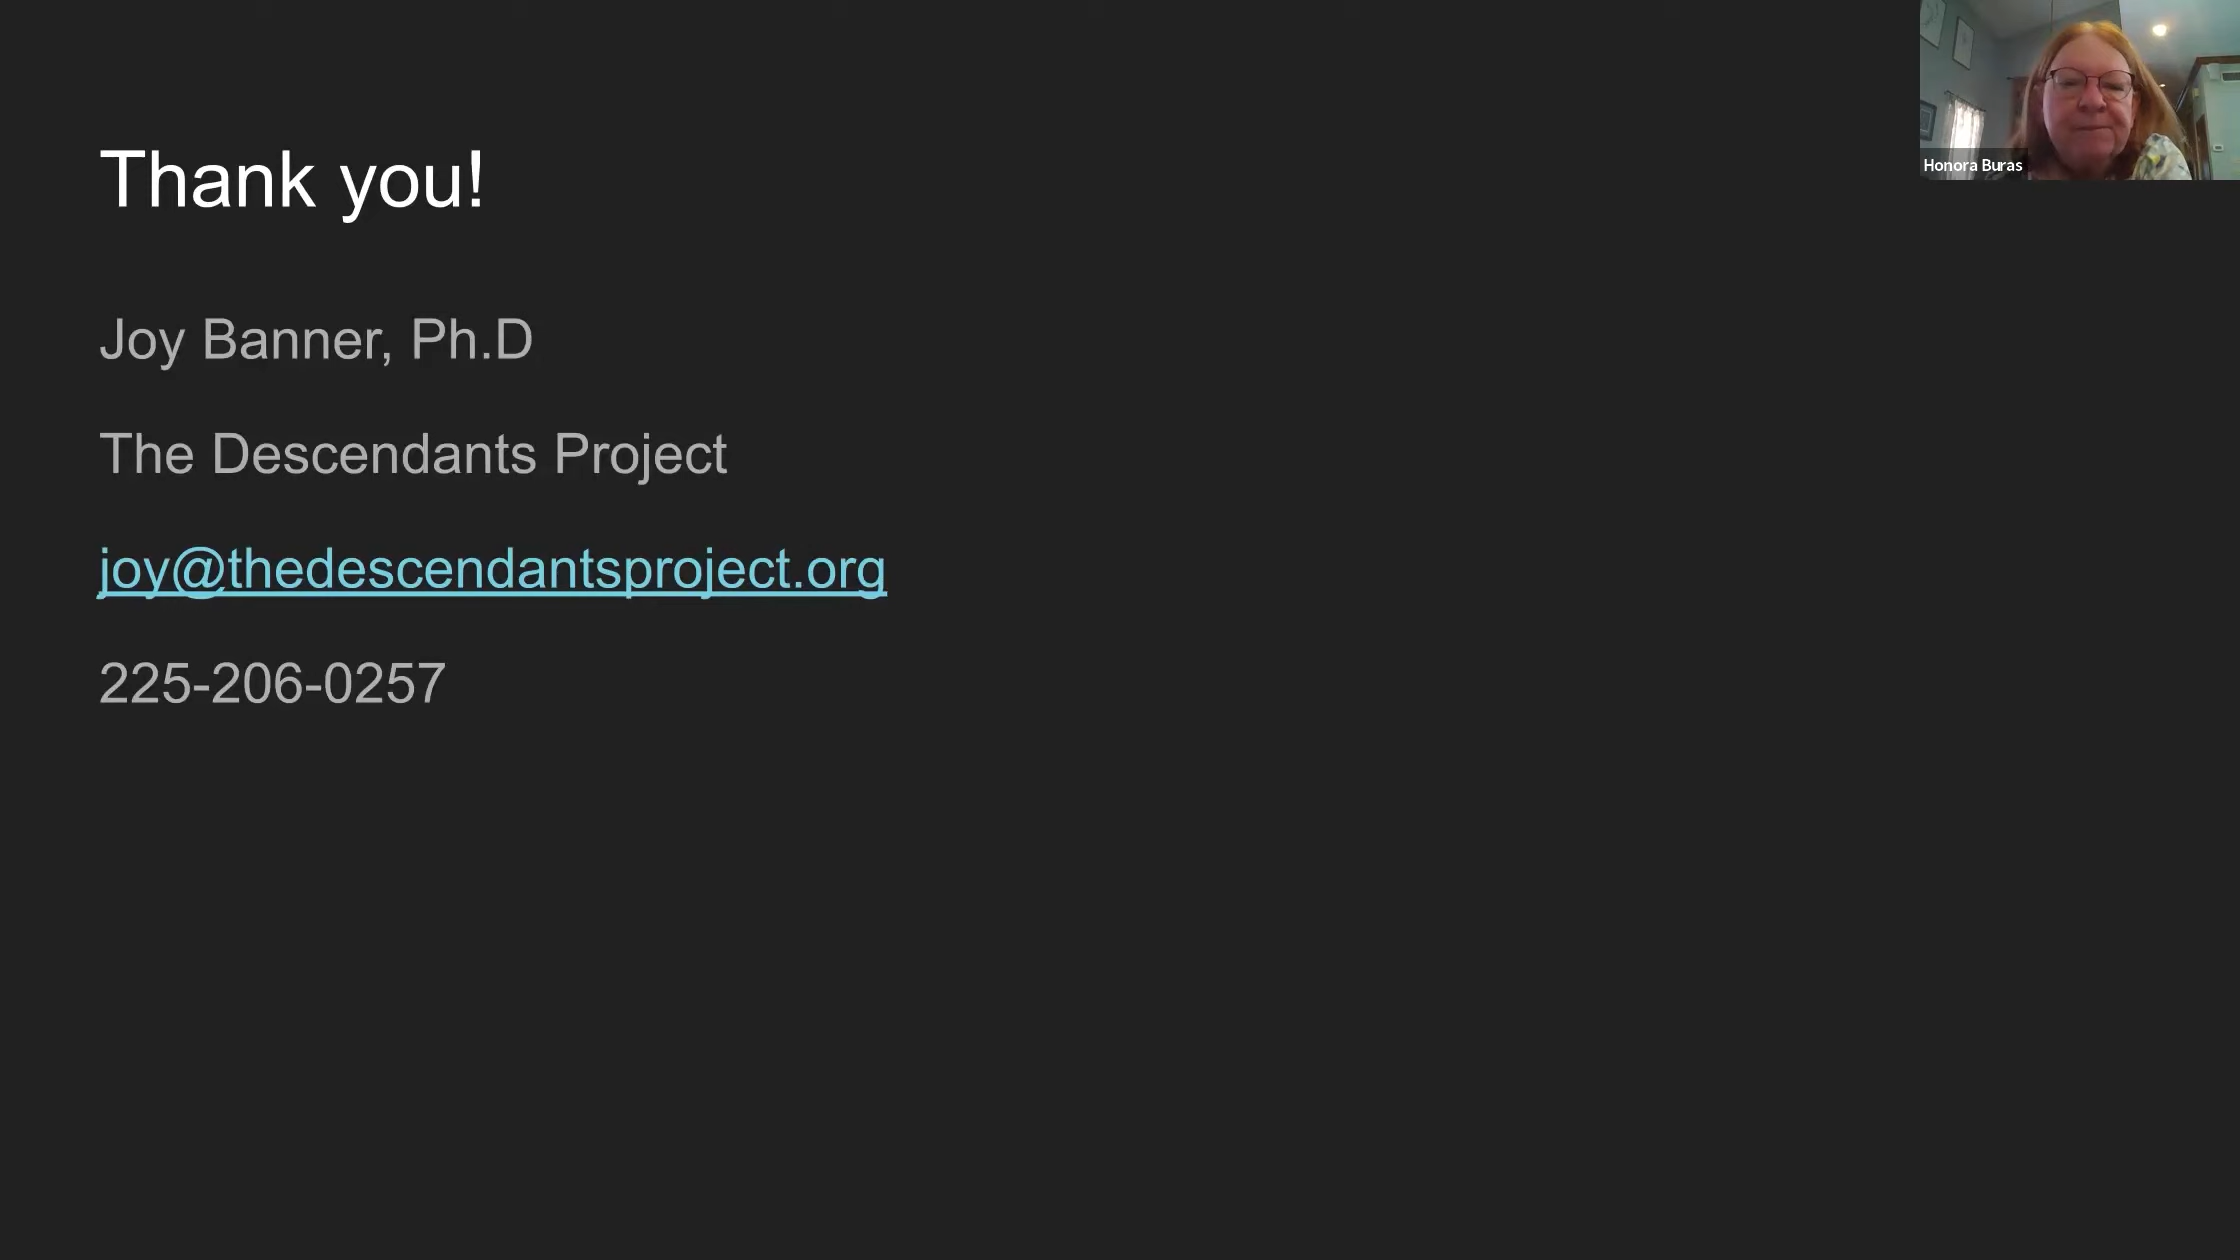 Thank you!
Joy Banner, Ph.D
The Descendants Project
joy@thedescendantsproject.org
225-206-0257
Honora Buras